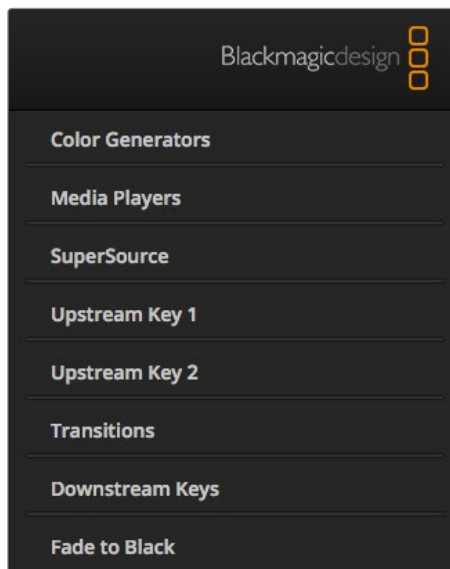 Blackmagicdesign
Color Generators
Media Players
SuperSource
Upstream Key 1
Upstream Key 2
Transitions
Downstream Keys
Fade to Black